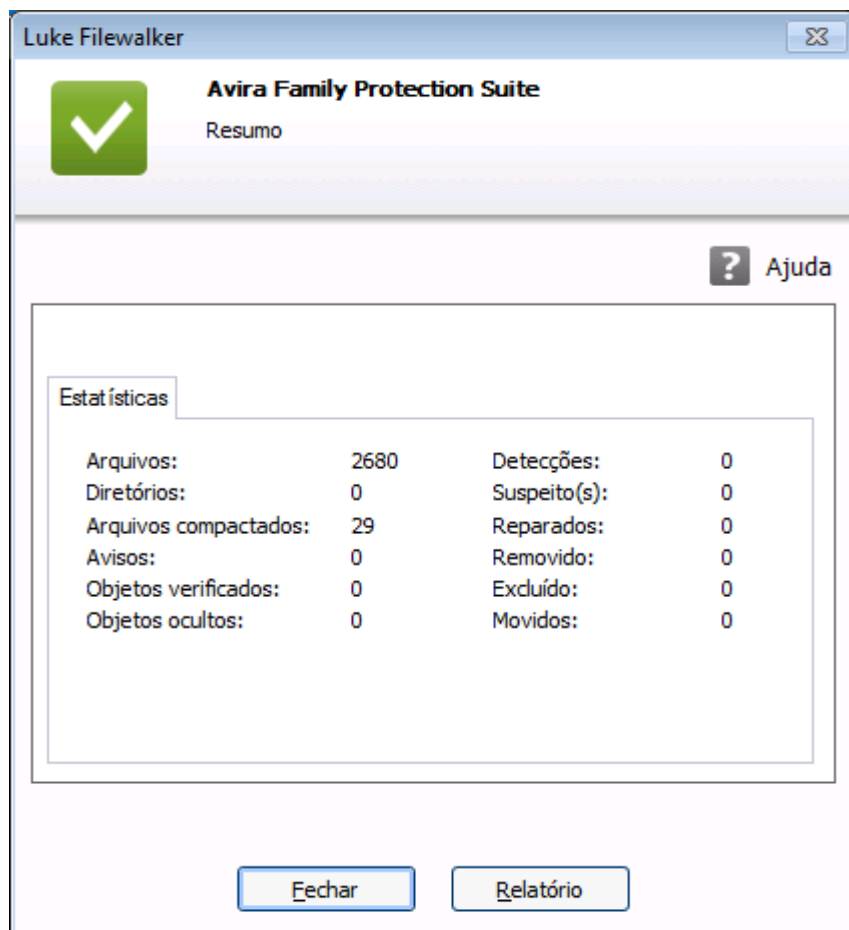 Luke Filewalker
Avira Family Protection Suite
Resumo
? Ajuda
Estatísticas
Arquivos: 2680 Detecções: 0
Diretórios: 0 Suspeito(s): 0
Arquivos compactados: 29 Reparados: 0
Avisos: 0 Removido: 0
Objetos verificados: 0 Excluído: 0
Objetos ocultos: 0 Movidos: 0
Fechar Relatório